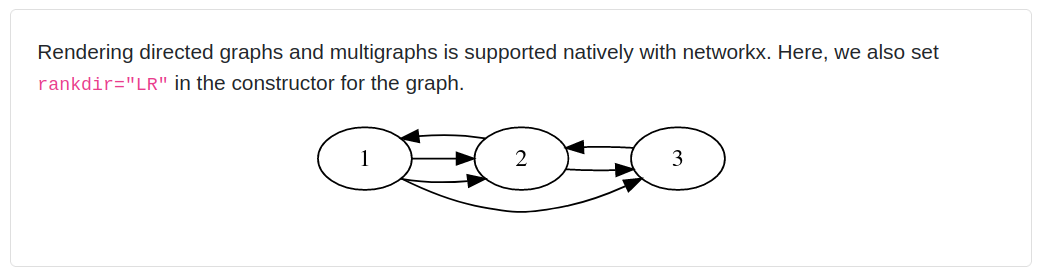 Rendering directed graphs and multigraphs is supported natively with networkx. Here, we also set
rankdir="LR" in the constructor for the graph.
1 2 3